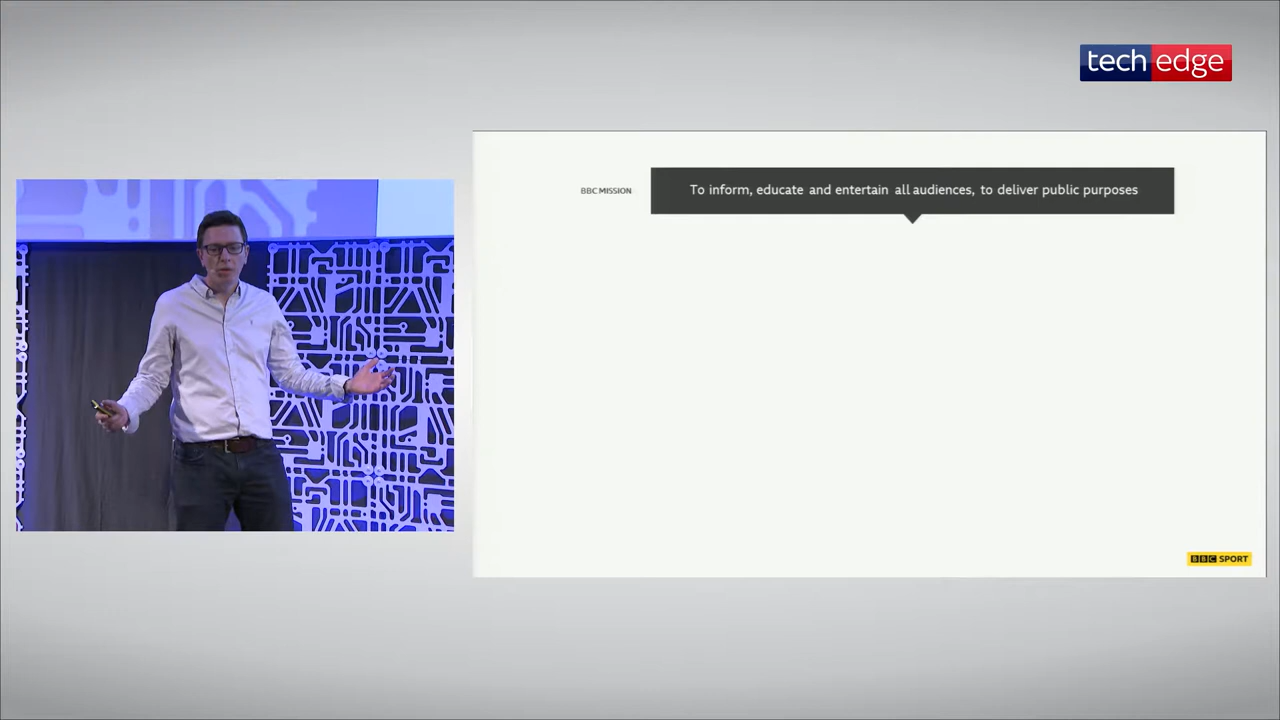 tech edge
BBC MISSION
To inform, educate and entertain all audiences, to deliver public purposes
BBC SPORT